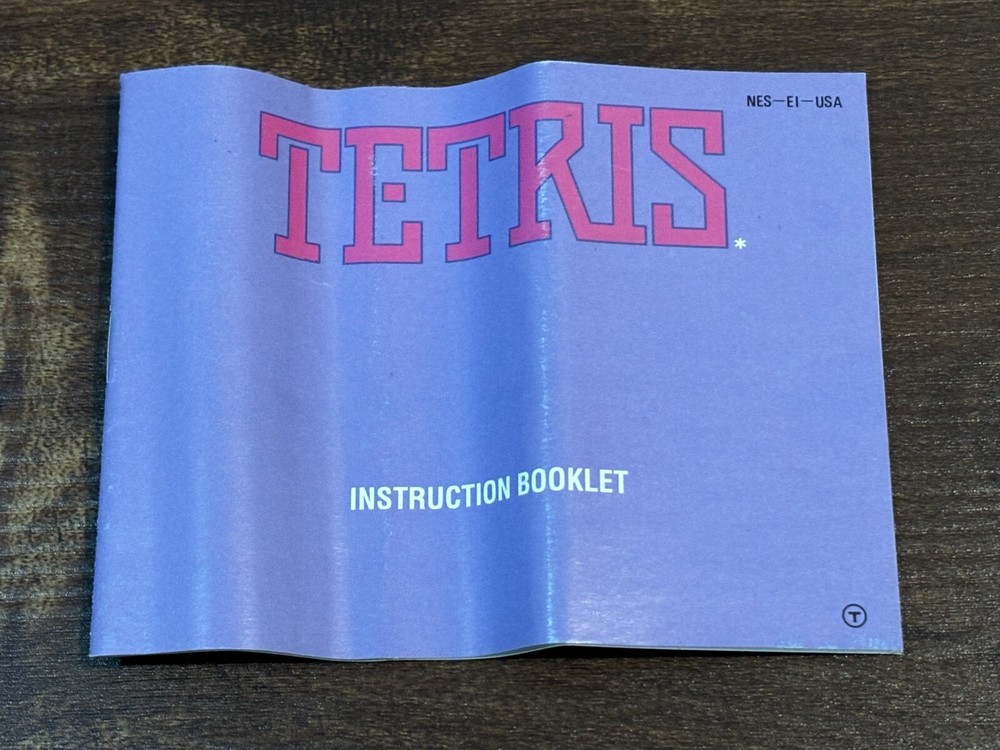 NES-EI-USA
TETRIS*
INSTRUCTION BOOKLET
T